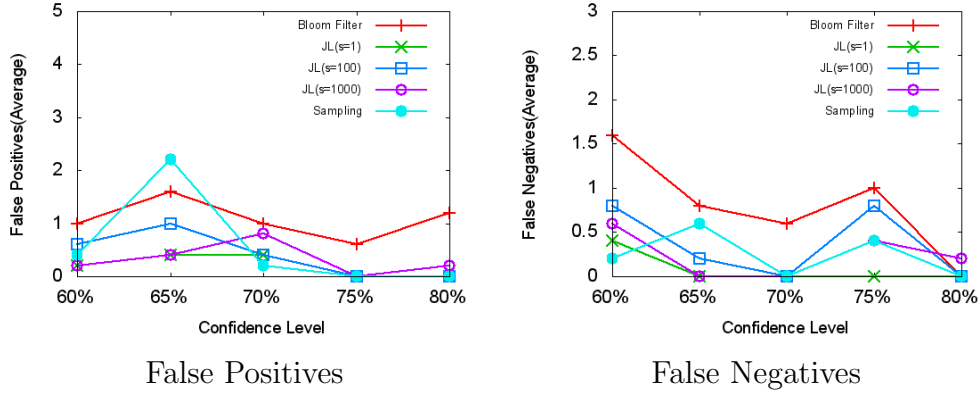 5
4
3
2
1
0
60%
65%
70%
75%
80%
False Positives(Average)
Confidence Level
Bloom Filter
JL(s=1)
JL(s=100)
JL(s=1000)
Sampling
False Positives
3
2.5
2
1.5
1
0.5
0
60%
65%
70%
75%
80%
False Negatives(Average)
Confidence Level
Bloom Filter
JL(s=1)
JL(s=100)
JL(s=1000)
Sampling
False Negatives